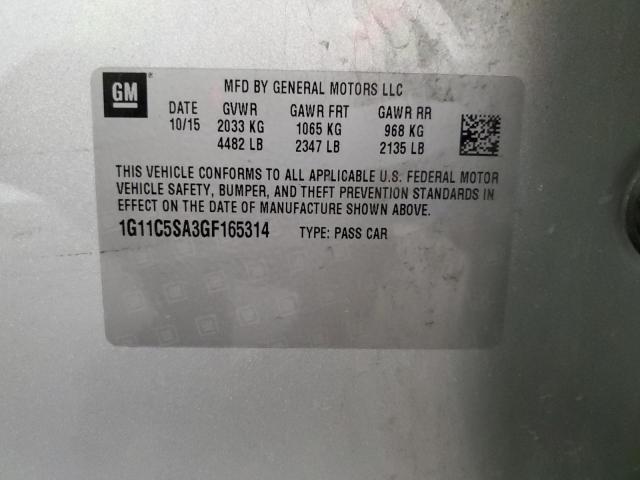 GM
MFD BY GENERAL MOTORS LLC
DATE GVWR GAWR FRT GAWR RR
10/15 2033 KG 1065 KG 968 KG
4482 LB 2347 LB 2135 LB
THIS VEHICLE CONFORMS TO ALL APPLICABLE U.S. FEDERAL MOTOR
VEHICLE SAFETY, BUMPER, AND THEFT PREVENTION STANDARDS IN
EFFECT ON THE DATE OF MANUFACTURE SHOWN ABOVE.
1G11C5SA3GF165314 TYPE: PASS CAR